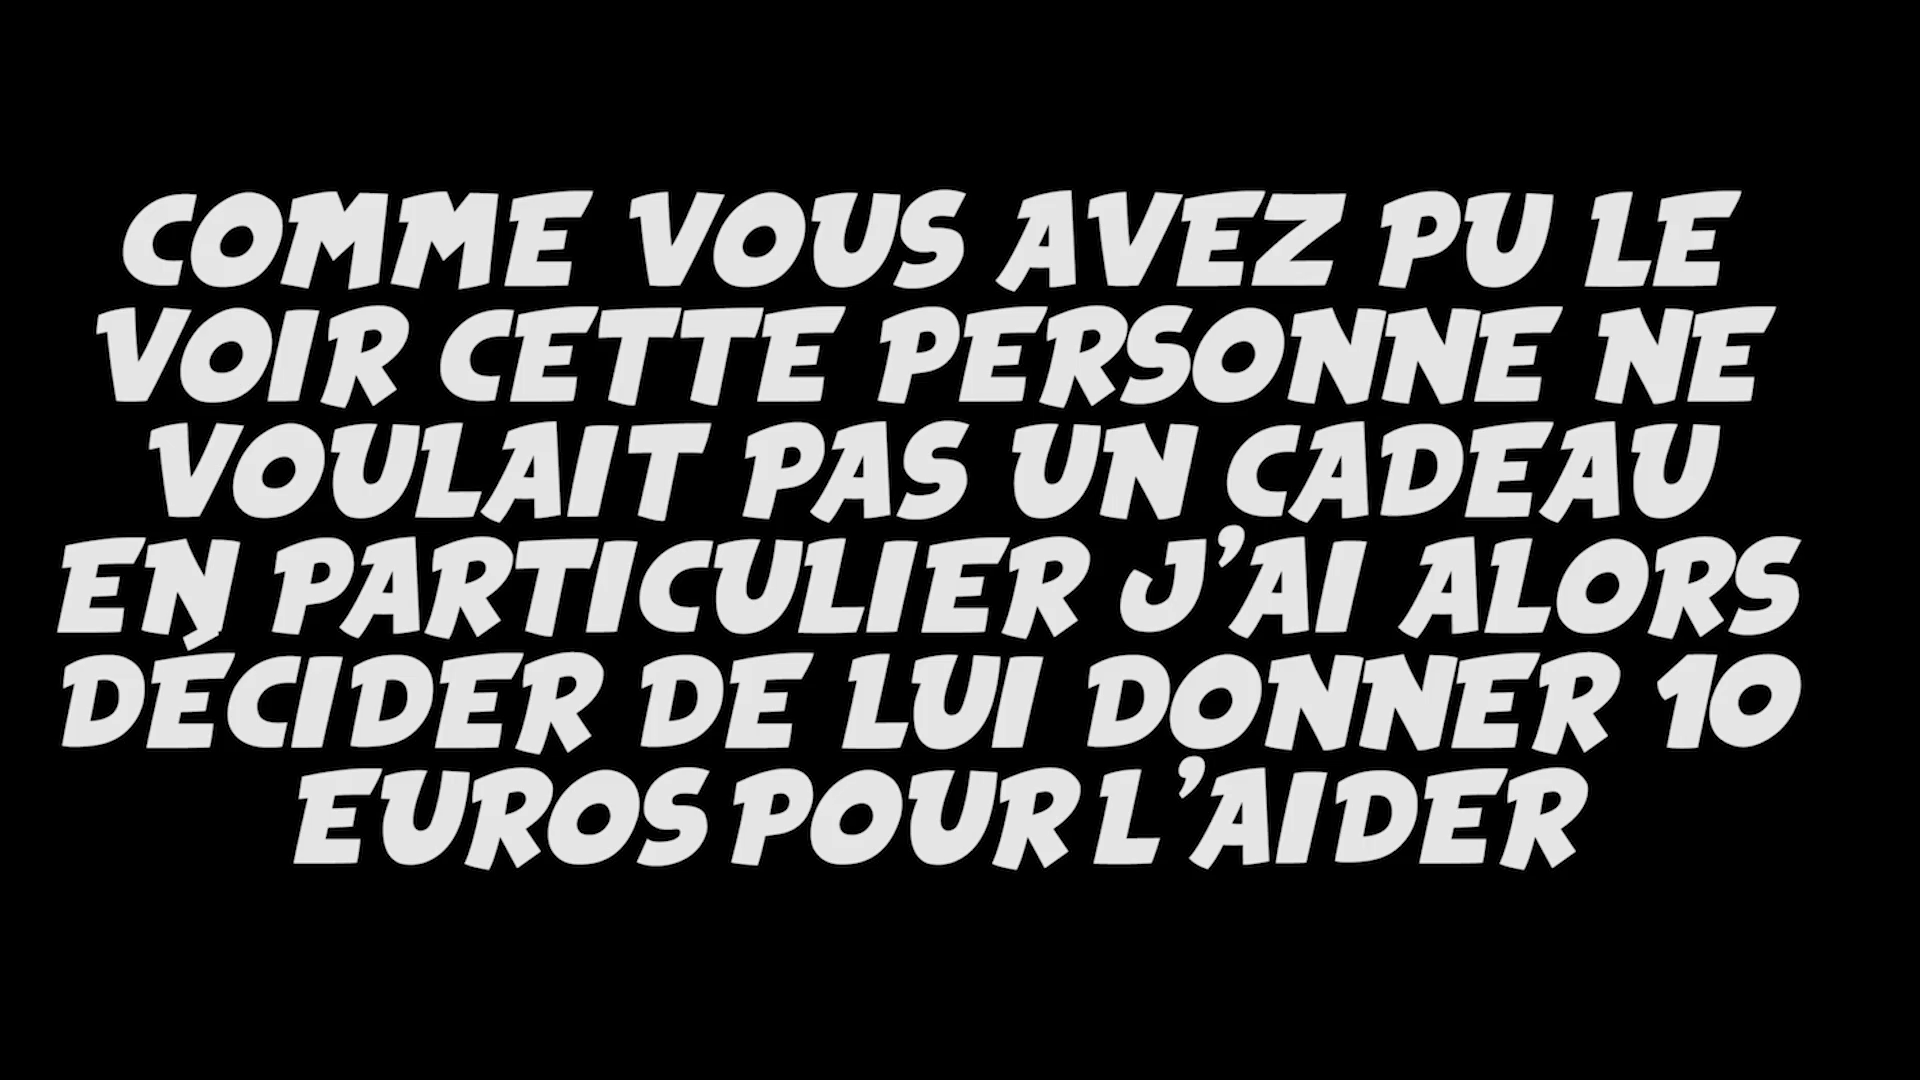 COMME VOUS AVEZ PU LE
VOIR CETTE PERSONNE NE
VOULAIT PAS UN CADEAU
EN PARTICULIER J'AI ALORS
DÉCIDER DE LUI DONNER 10
EUROS POUR L'AIDER